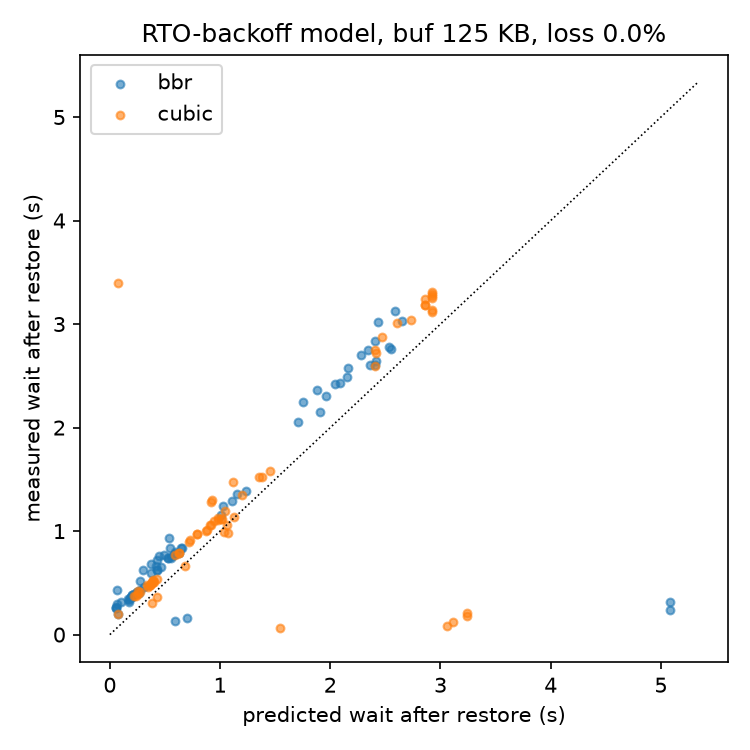 RTO-backoff model, buf 125 KB, loss 0.0%
bbr
cubic
measured wait after restore (s)
5
4
3
2
1
0
0 1 2 3 4 5
predicted wait after restore (s)